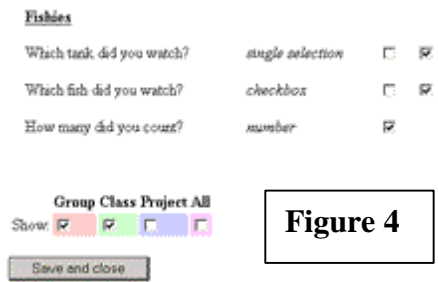 Fishies
Which tank did you watch? single selection
Which fish did you watch? checkbox
How many did you count? number
Group Class Project All
Show:
Figure 4
Save and close